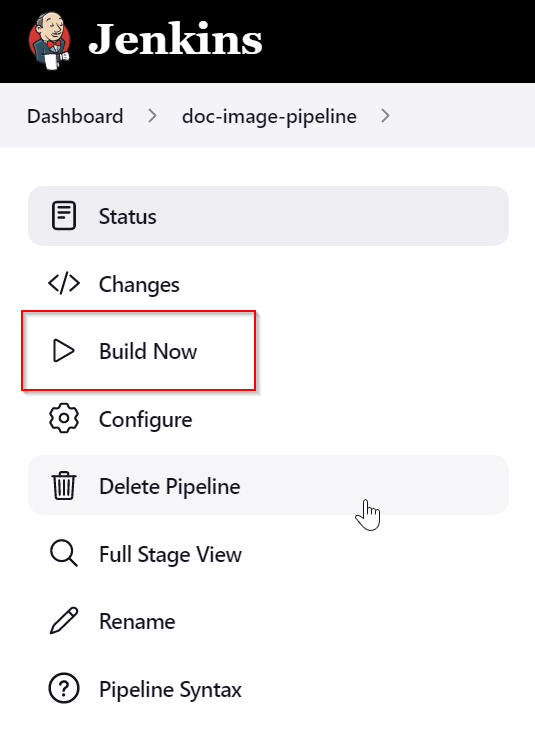 Jenkins
Dashboard > doc-image-pipeline >
Status
Changes
Build Now
Configure
Delete Pipeline
Full Stage View
Rename
Pipeline Syntax